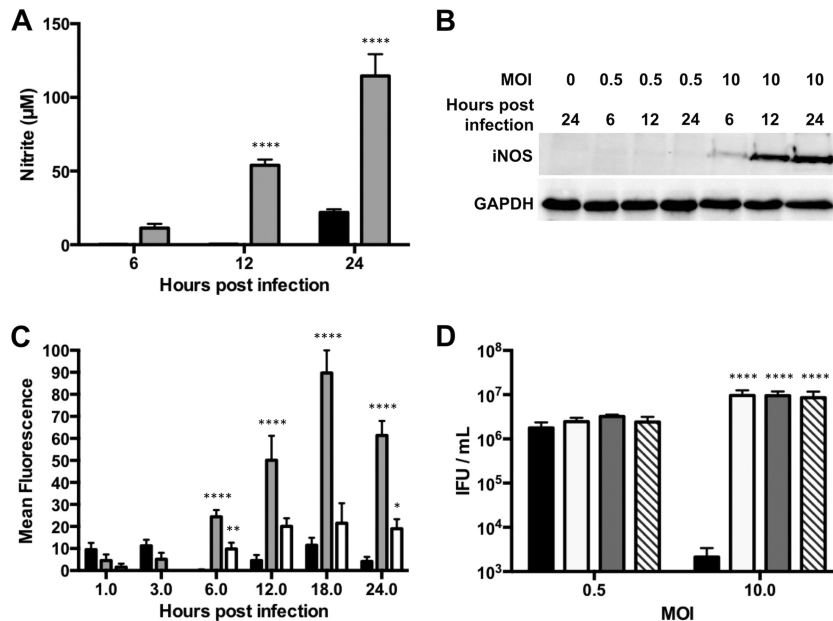 A
Nitrite (µM)
150
100
50
0
****
****
6 12 24
Hours post infection
B
MOI 0 0.5 0.5 0.5 10 10 10
Hours post
infection 24 6 12 24 6 12 24
iNOS
GAPDH
C
Mean Fluorescence
100
90
80
70
60
50
40
30
20
10
0
****
**
****
****
****
*
1.0 3.0 6.0 12.0 18.0 24.0
Hours post infection
D
IFU / mL
10⁸
10⁷
10⁶
10⁵
10⁴
10³
**** **** ****
0.5 10.0
MOI